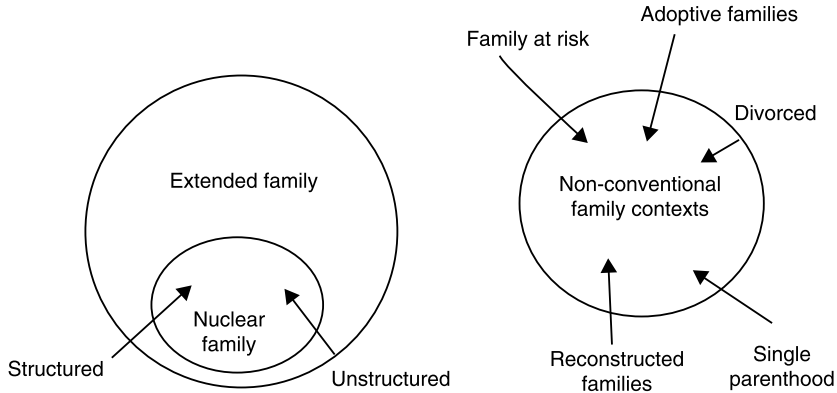 Extended family
Nuclear
family
Structured
Unstructured
Family at risk
Adoptive families
Divorced
Non-conventional
family contexts
Reconstructed
families
Single
parenthood